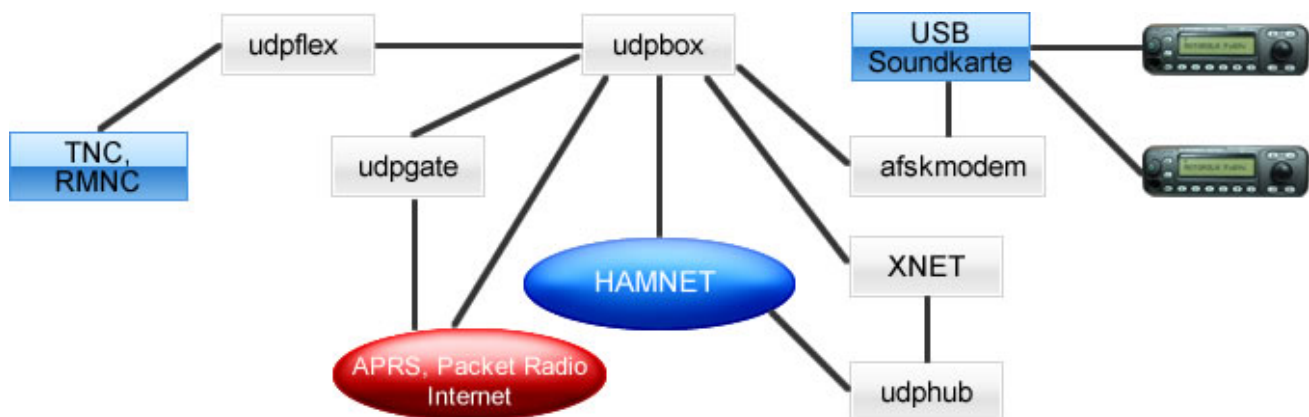 udpflex
udpbox
USB
Soundkarte
TNC,
RMNC
udpgate
afskmodem
HAMNET
XNET
APRS, Packet Radio
Internet
udphub